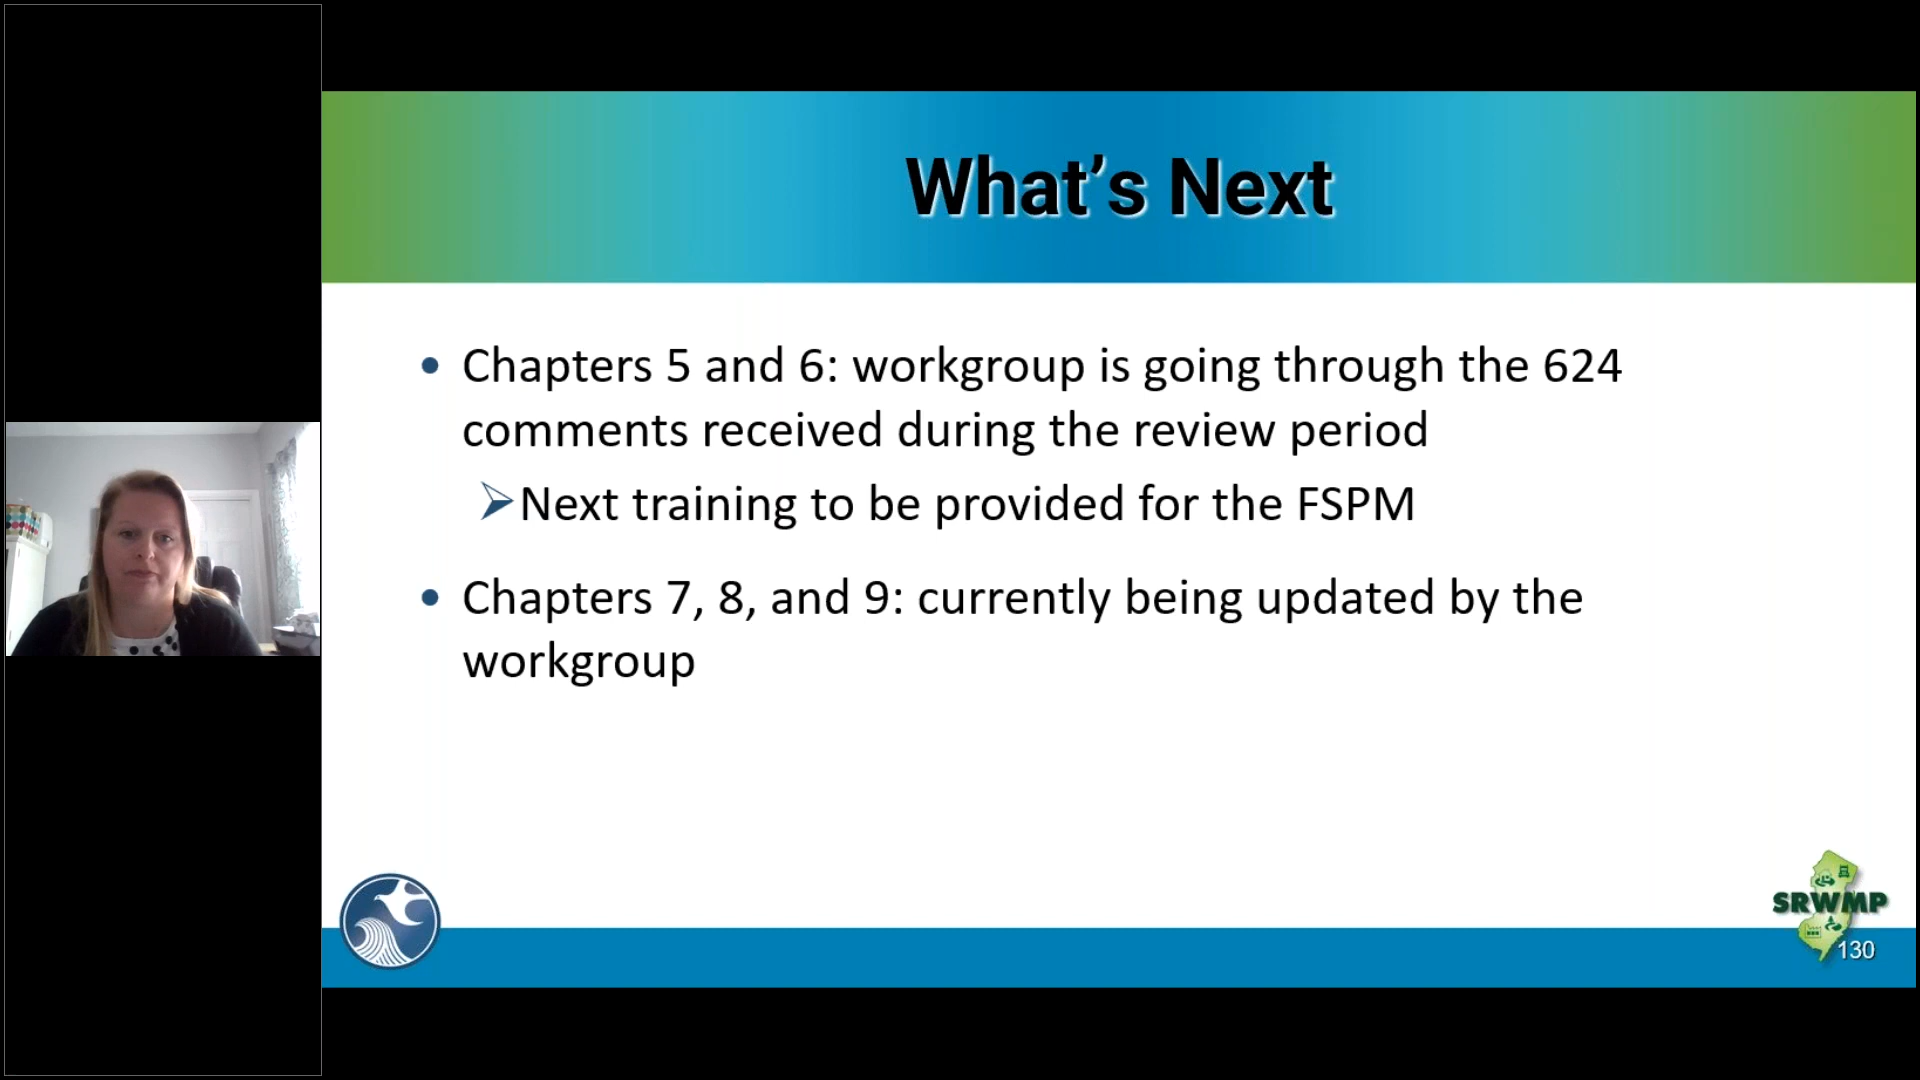 What’s Next
• Chapters 5 and 6: workgroup is going through the 624
comments received during the review period
➢Next training to be provided for the FSPM
• Chapters 7, 8, and 9: currently being updated by the
workgroup
SRWMP
130